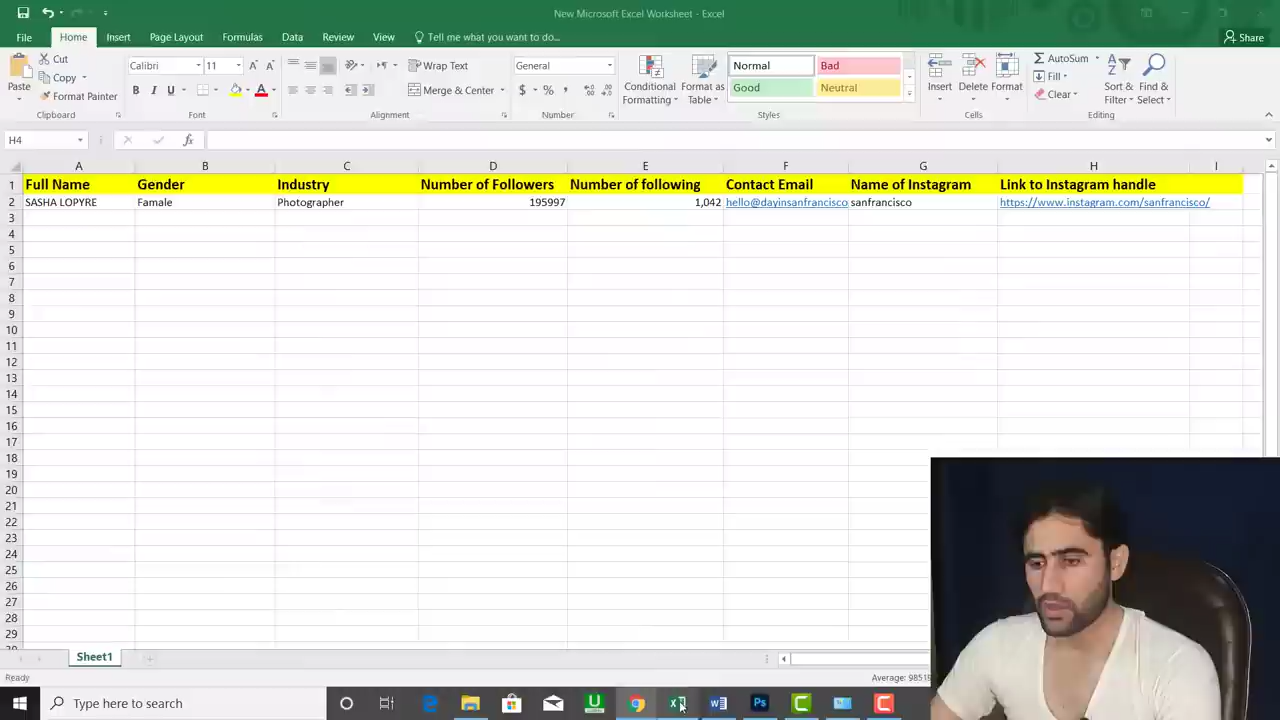 New Microsoft Excel Worksheet - Excel
File Home Insert Page Layout Formulas Data Review View Tell me what you want to do... Share
Cut
Copy
Format Painter
Paste
Clipboard
Calibri 11
B I U
Font
Wrap Text
Merge & Center
Alignment
General
$ % ,
Number
Conditional Formatting
Format as Table
Normal Bad
Good Neutral
Styles
Insert Delete Format
Cells
AutoSum
Fill
Clear
Sort & Filter
Find & Select
Editing
H4 fx
A B C D E F G H I
1 Full Name Gender Industry Number of Followers Number of following Contact Email Name of Instagram Link to Instagram handle
2 SASHA LOPYRE Famale Photographer 195997 1,042 hello@dayinsanfrancisco sanfrancisco https://www.instagram.com/sanfrancisco/
3
4
5
6
7
8
9
10
11
12
13
14
15
16
17
18
19
20
21
22
23
24
25
26
27
28
29
Sheet1
Ready
Type here to search